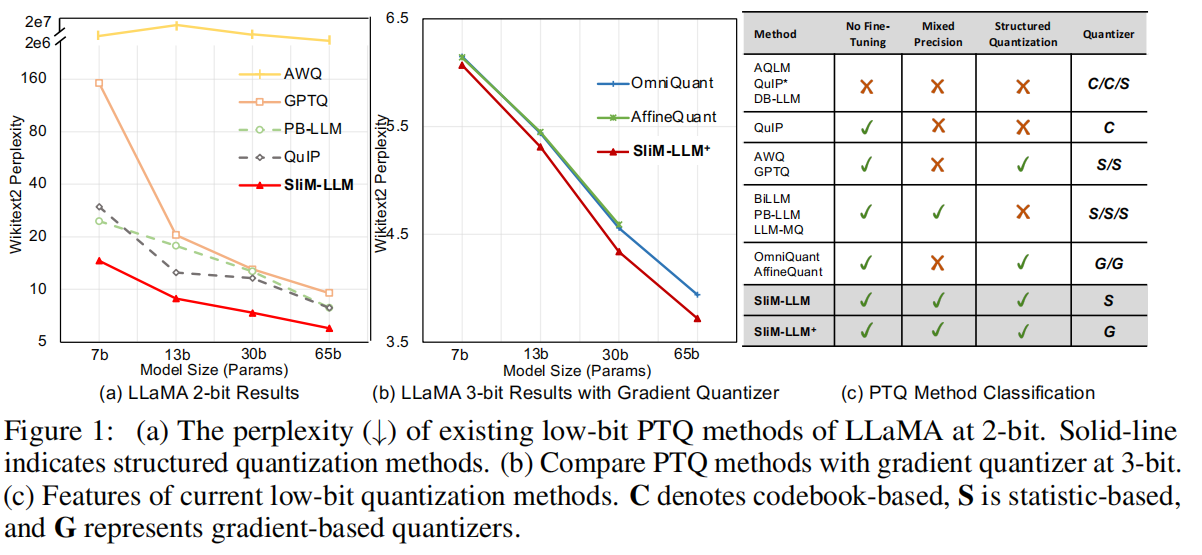 2e7
2e6
160
80
40
20
10
5
Wikitext2 Perplexity
AWQ
GPTQ
PB-LLM
QuIP
SliM-LLM
7b 13b 30b 65b
Model Size (Params)
(a) LLaMA 2-bit Results
6.5
5.5
4.5
3.5
Wikitext2 Perplexity
OmniQuant
AffineQuant
SliM-LLM⁺
7b 13b 30b 65b
Model Size (Params)
(b) LLaMA 3-bit Results with Gradient Quantizer
Method No Fine-Tuning Mixed Precision Structured Quantization Quantizer
AQLM
QuIP*
DB-LLM
✗ ✗ ✗ C/C/S
QuIP ✓ ✗ ✗ C
AWQ
GPTQ
✓ ✗ ✓ S/S
BiLLM
PB-LLM
LLM-MQ
✓ ✓ ✗ S/S/S
OmniQuant
AffineQuant
✓ ✗ ✓ G/G
SliM-LLM ✓ ✓ ✓ S
SliM-LLM⁺ ✓ ✓ ✓ G
(c) PTQ Method Classification
Figure 1: (a) The perplexity (↓) of existing low-bit PTQ methods of LLaMA at 2-bit. Solid-line
indicates structured quantization methods. (b) Compare PTQ methods with gradient quantizer at 3-bit.
(c) Features of current low-bit quantization methods. C denotes codebook-based, S is statistic-based,
and G represents gradient-based quantizers.